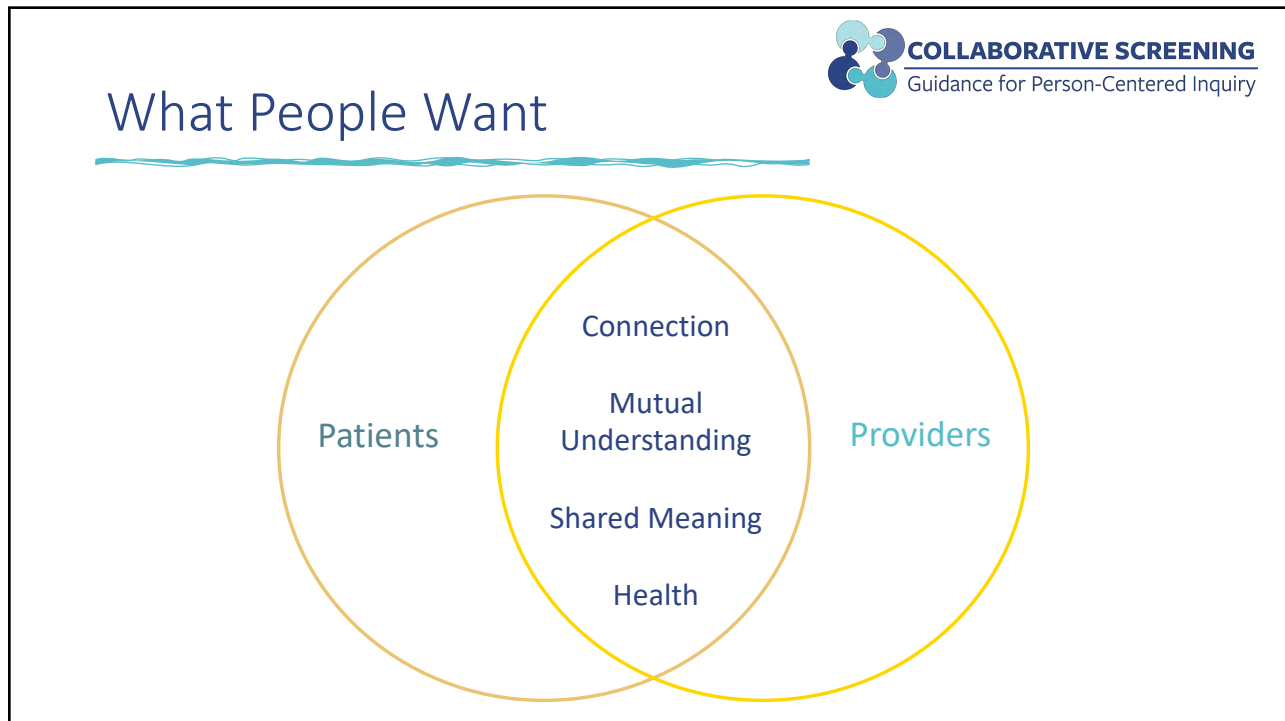 COLLABORATIVE SCREENING
Guidance for Person-Centered Inquiry
What People Want
Connection
Mutual
Understanding
Patients
Providers
Shared Meaning
Health